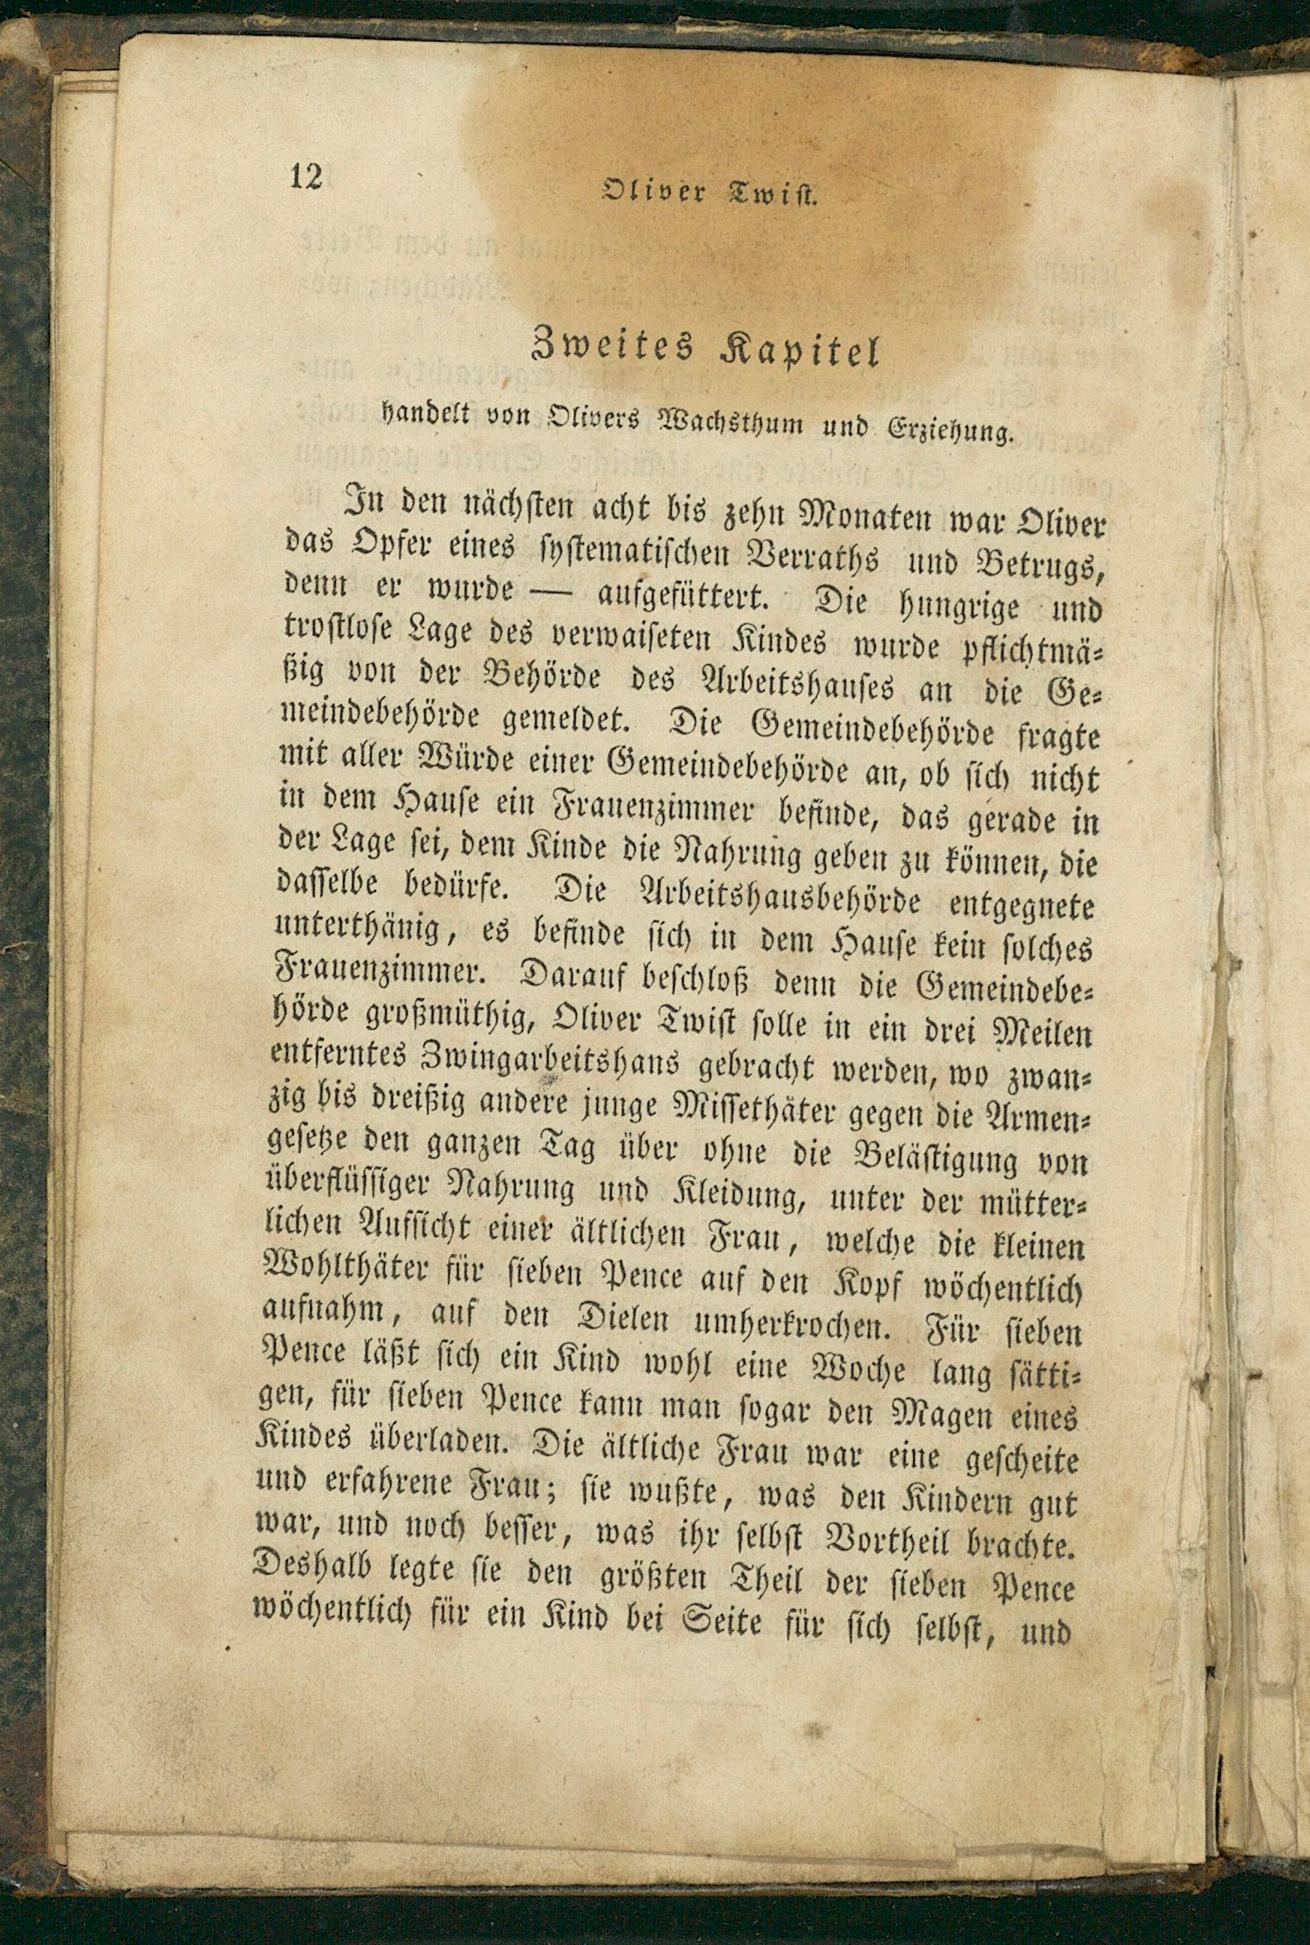 12
Oliver Twist.
Zweites Kapitel
handelt von Olivers Wachsthum und Erziehung.
In den nächsten acht bis zehn Monaten war Oliver
das Opfer eines systematischen Verraths und Betrugs,
denn er wurde — aufgefüttert. Die hungrige und
trostlose Lage des verwaiseten Kindes wurde pflichtmä-
ßig von der Behörde des Arbeitshauses an die Ge-
meindebehörde gemeldet. Die Gemeindebehörde fragte
mit aller Würde einer Gemeindebehörde an, ob sich nicht
in dem Hause ein Frauenzimmer befinde, das gerade in
der Lage sei, dem Kinde die Nahrung geben zu können, die
dasselbe bedürfe. Die Arbeitshausbehörde entgegnete
unterthänig, es befinde sich in dem Hause kein solches
Frauenzimmer. Darauf beschloß denn die Gemeindebe-
hörde großmüthig, Oliver Twist solle in ein drei Meilen
entferntes Zwingarbeitshaus gebracht werden, wo zwan-
zig bis dreißig andere junge Missethäter gegen die Armen-
gesetze den ganzen Tag über ohne die Belästigung von
überflüssiger Nahrung und Kleidung, unter der mütter-
lichen Aufsicht einer ältlichen Frau, welche die kleinen
Wohlthäter für sieben Pence auf den Kopf wöchentlich
aufnahm, auf den Dielen umherkrochen. Für sieben
Pence läßt sich ein Kind wohl eine Woche lang sätti-
gen, für sieben Pence kann man sogar den Magen eines
Kindes überladen. Die ältliche Frau war eine gescheite
und erfahrene Frau; sie wußte, was den Kindern gut
war, und noch besser, was ihr selbst Vortheil brachte.
Deshalb legte sie den größten Theil der sieben Pence
wöchentlich für ein Kind bei Seite für sich selbst, und